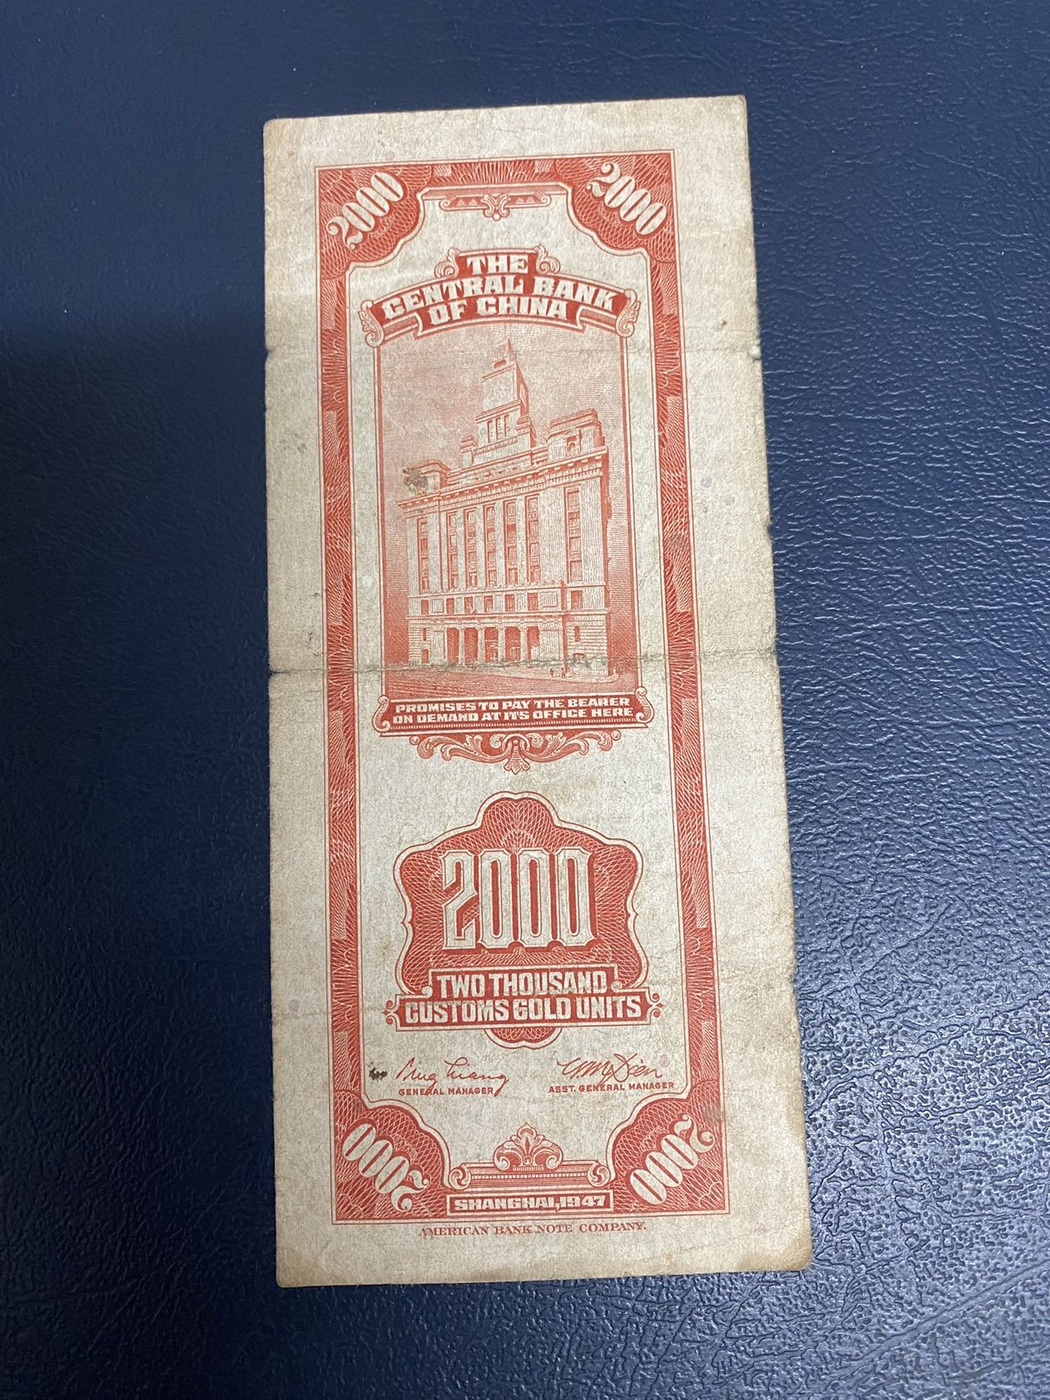 2000 2000
THE
CENTRAL BANK
OF CHINA
PROMISES TO PAY THE BEARER
ON DEMAND AT ITS OFFICE HERE
2000
TWO THOUSAND
CUSTOMS GOLD UNITS
GENERAL MANAGER ASST. GENERAL MANAGER
2000 2000
SHANGHAI, 1947
AMERICAN BANK NOTE COMPANY.